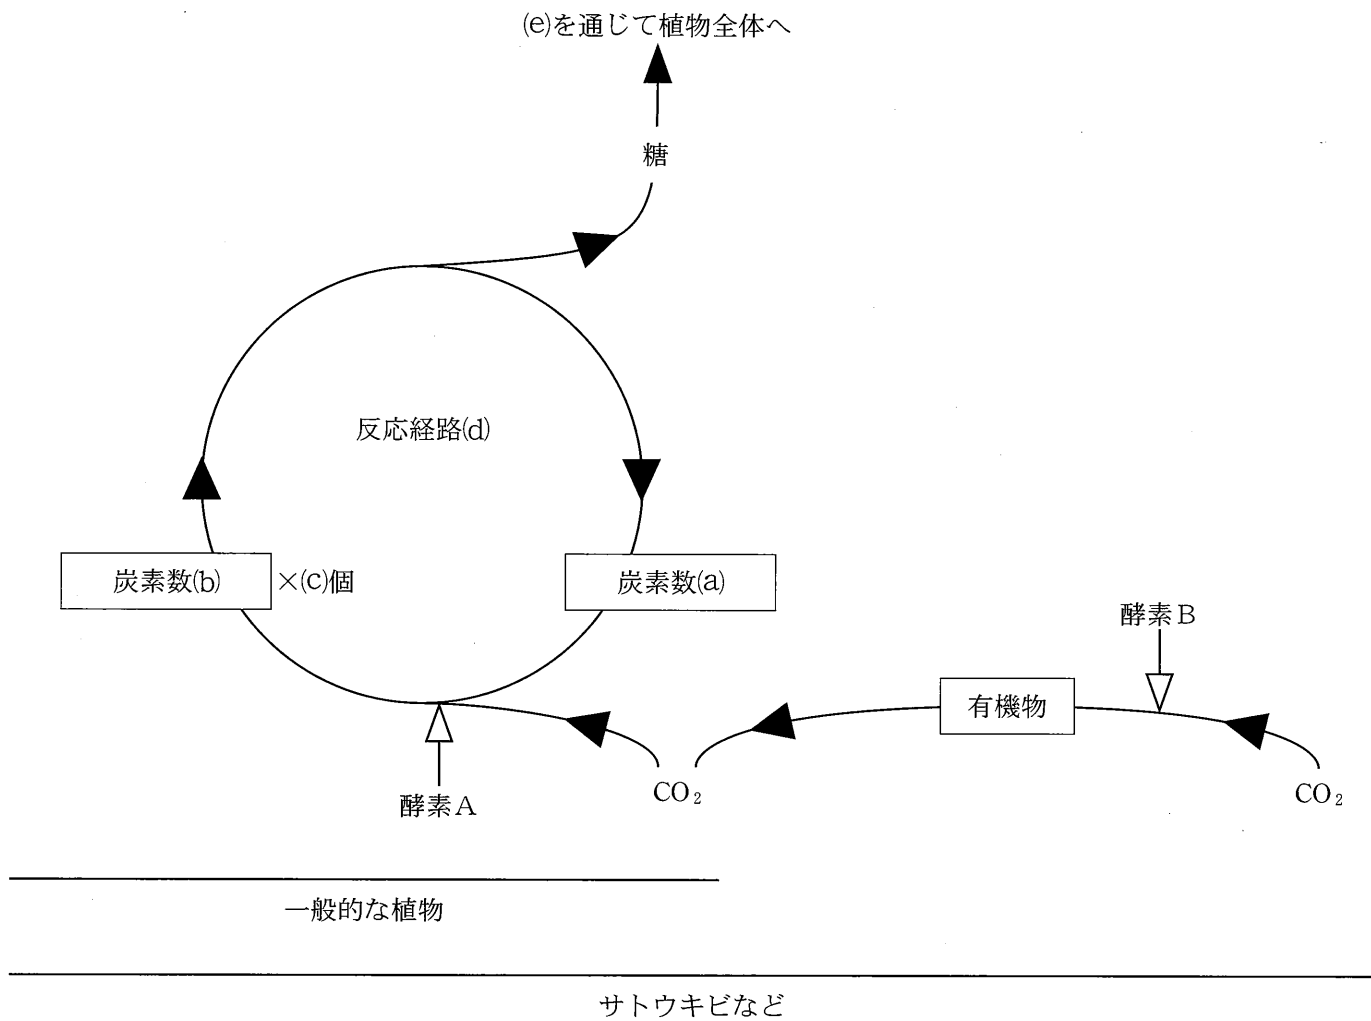 (e)を通じて植物全体へ
糖
反応経路(d)
炭素数(b)
×(c)個
炭素数(a)
酵素B
有機物
酵素A
CO₂
CO₂
一般的な植物
サトウキビなど